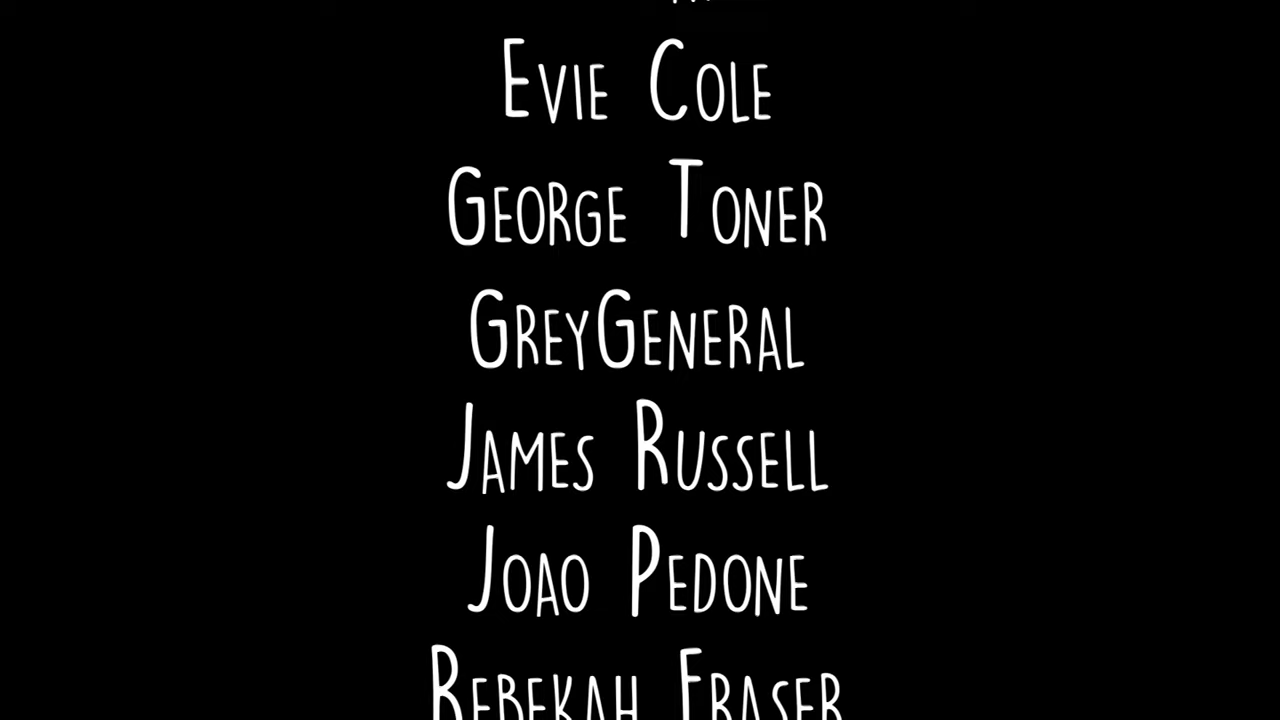 Evie Cole
George Toner
GreyGeneral
James Russell
Joao Pedone
Rebekah Fraser